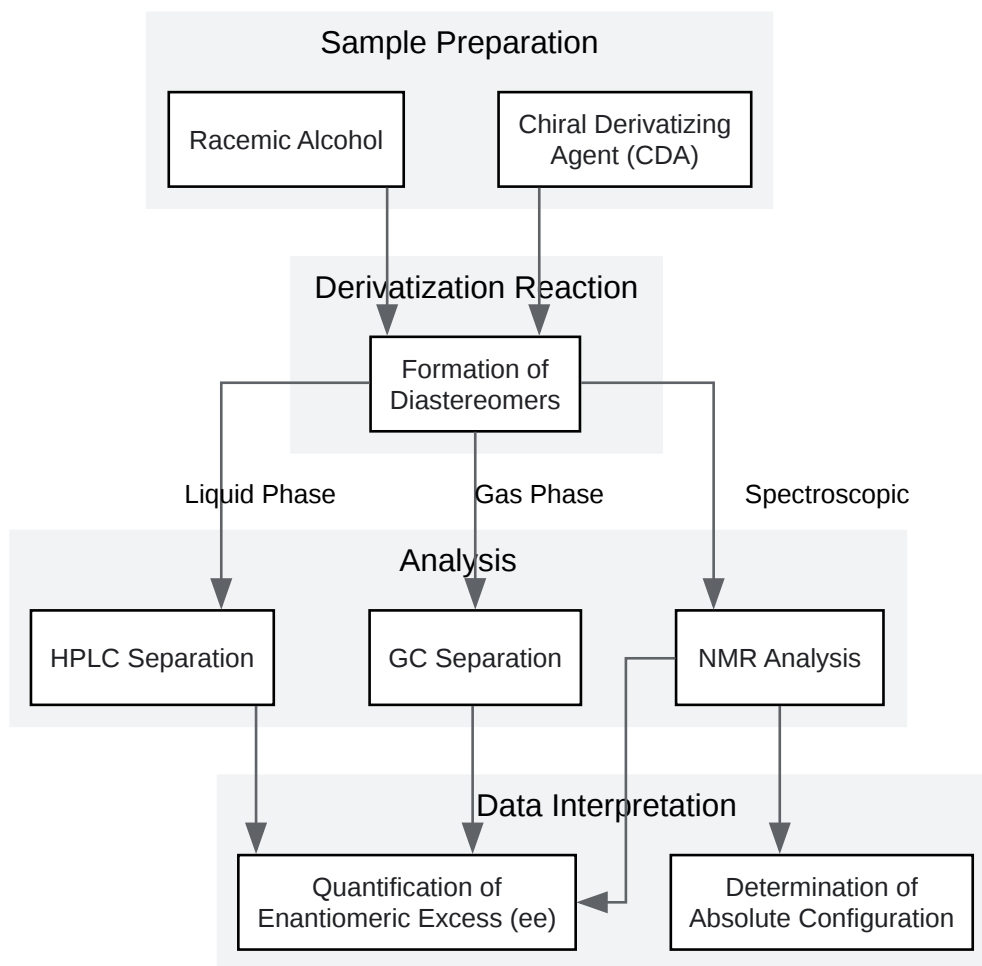 Sample Preparation
Racemic Alcohol
Chiral Derivatizing
Agent (CDA)
Derivatization Reaction
Formation of
Diastereomers
Liquid Phase
Gas Phase
Spectroscopic
Analysis
HPLC Separation
GC Separation
NMR Analysis
Data Interpretation
Quantification of
Enantiomeric Excess (ee)
Determination of
Absolute Configuration